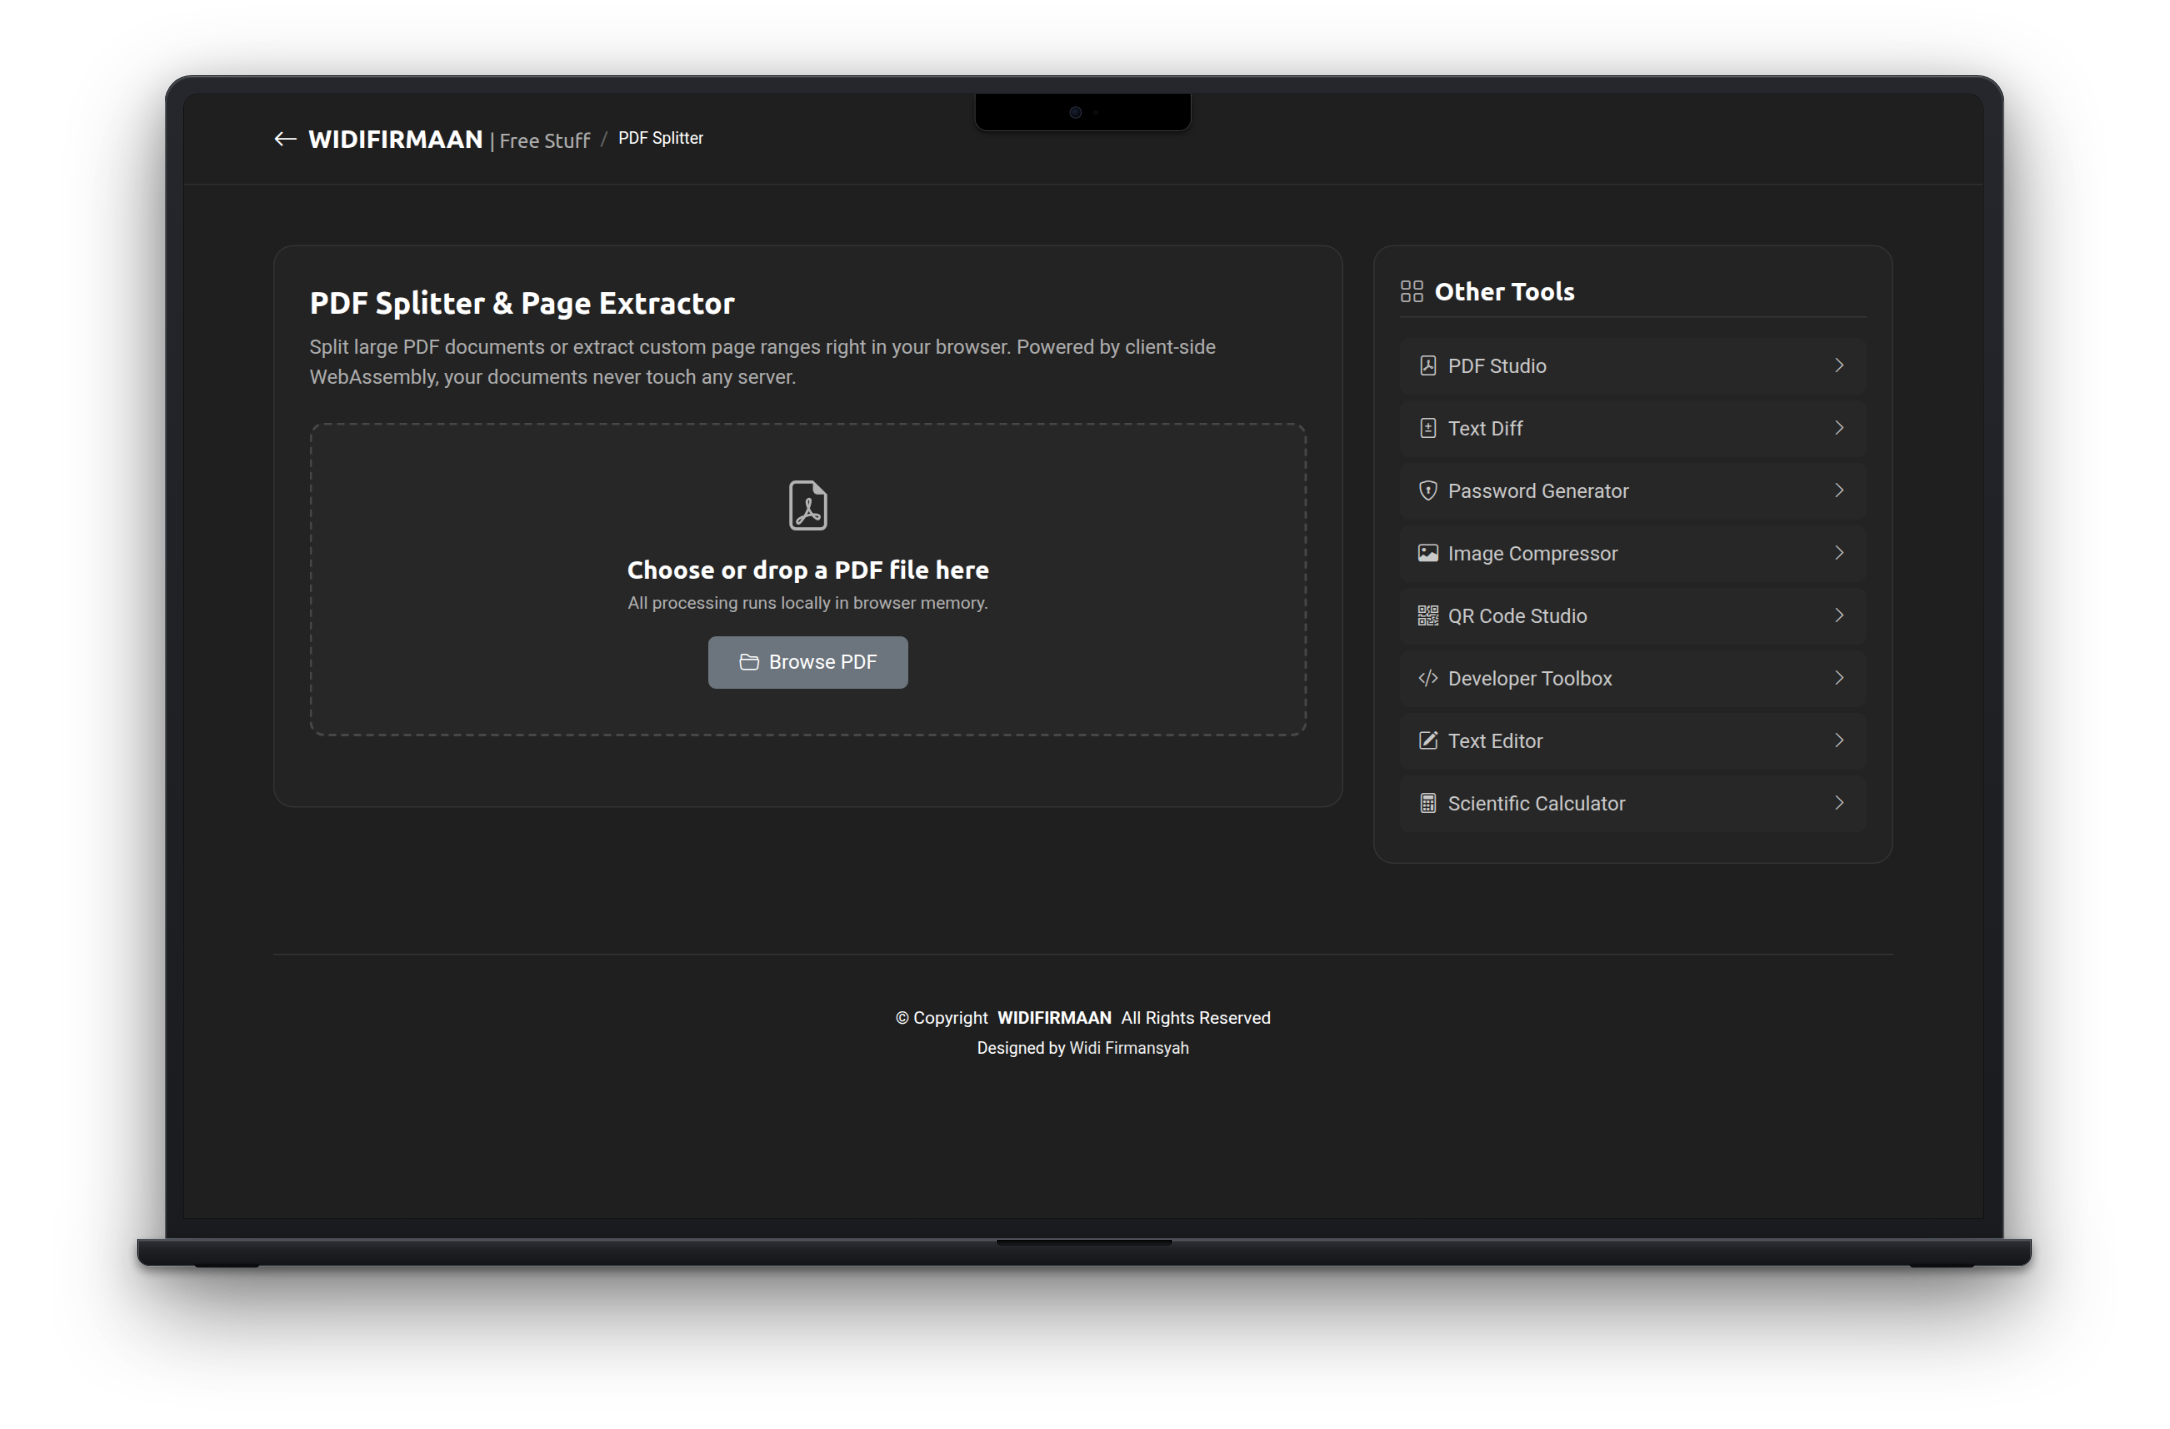 WIDIFIRMAAN | Free Stuff / PDF Splitter
PDF Splitter & Page Extractor
Split large PDF documents or extract custom page ranges right in your browser. Powered by client-side
WebAssembly, your documents never touch any server.
Choose or drop a PDF file here
All processing runs locally in browser memory.
Browse PDF
Other Tools
PDF Studio
Text Diff
Password Generator
Image Compressor
QR Code Studio
Developer Toolbox
Text Editor
Scientific Calculator
© Copyright WIDIFIRMAAN All Rights Reserved
Designed by Widi Firmansyah